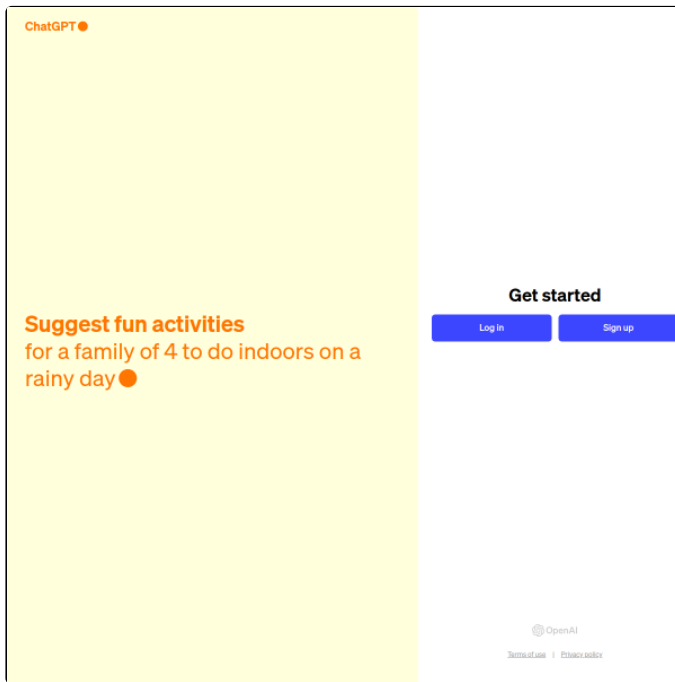 ChatGPT
Suggest fun activities
for a family of 4 to do indoors on a
rainy day
Get started
Log in
Sign up
OpenAI
Terms of use | Privacy policy